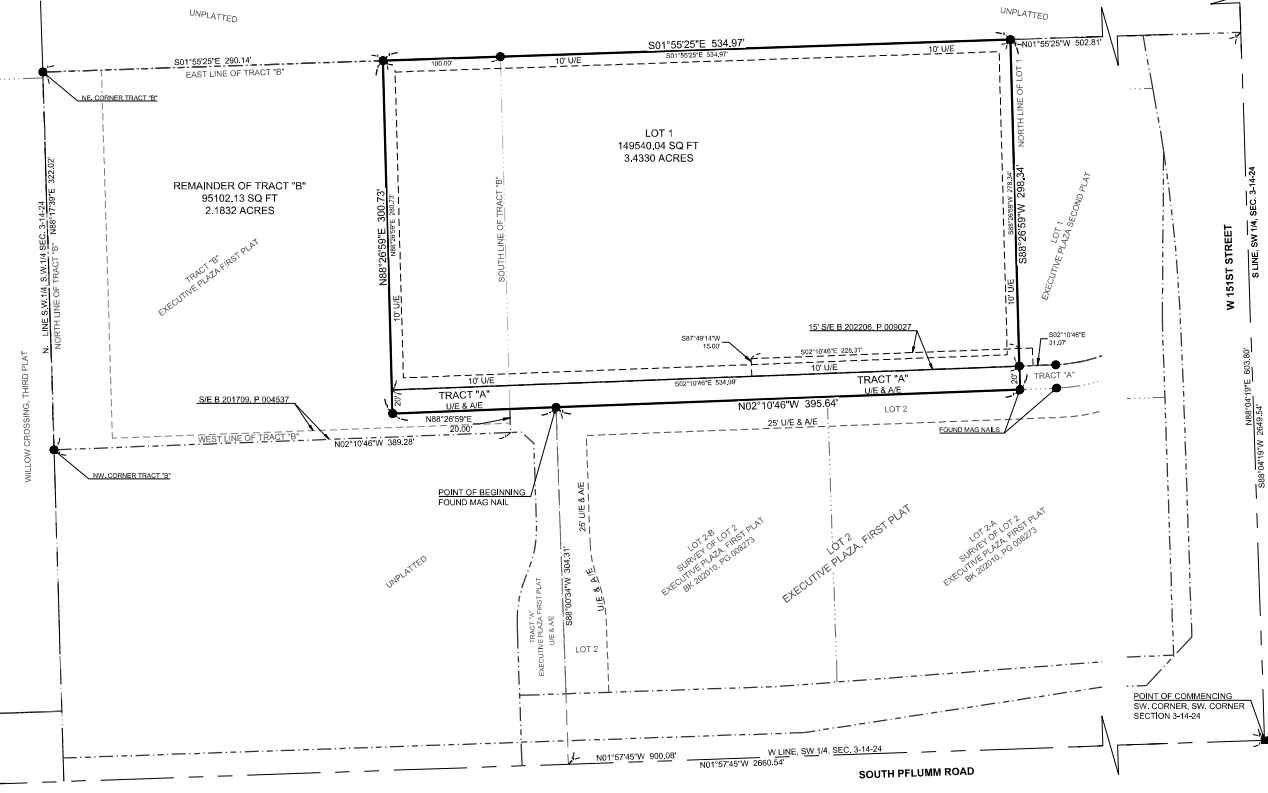 UNPLATTED
UNPLATTED
S01°55'25"E 290.14'
EAST LINE OF TRACT "B"
NE. CORNER TRACT "B"
S01°55'25"E 534.97'
S01°55'25"E 534.97'
100.00'
10' U/E
10' U/E
N01°55'25"W 502.81'
LOT 1
149540.04 SQ FT
3.4330 ACRES
REMAINDER OF TRACT "B"
95102.13 SQ FT
2.1832 ACRES
TRACT "B"
EXECUTIVE PLAZA FIRST PLAT
N. LINE S.W.1/4, S.W.1/4 SEC. 3-14-24
N88°17'39"E 322.02'
NORTH LINE OF TRACT "B"
N88°26'59"E 300.73'
N88°26'59"E 280.73'
10' U/E
SOUTH LINE OF TRACT "B"
NORTH LINE OF LOT 1
S88°26'59"W 298.34'
S88°26'59"W 278.34'
10' U/E
LOT 1
EXECUTIVE PLAZA SECOND PLAT
W 151ST STREET
S LINE, SW 1/4, SEC. 3-14-24
N88°04'19"E 603.80'
S88°04'19"W 2649.54'
15' S/E B 202206, P 009027
S87°49'14"W
15.00'
S02°10'46"E 228.31'
S02°10'46"E
31.07'
10' U/E
10' U/E
S02°10'46"E 534.99'
TRACT "A"
U/E & A/E
TRACT "A"
U/E & A/E
20'
20'
TRACT "A"
N88°26'59"E
20.00'
N02°10'46"W 395.64'
LOT 2
25' U/E & A/E
FOUND MAG NAILS
S/E B 201709, P 004537
WEST LINE OF TRACT "B"
N02°10'46"W 389.28'
WILLOW CROSSING, THIRD PLAT
NW. CORNER TRACT "B"
POINT OF BEGINNING
FOUND MAG NAIL
25' U/E & A/E
U/E & A/E
UNPLATTED
TRACT "A"
EXECUTIVE PLAZA FIRST PLAT
U/E & A/E
S88°00'34"W 304.31'
LOT 2
LOT 2-B
SURVEY OF LOT 2
EXECUTIVE PLAZA, FIRST PLAT
BK 202010, PG 008273
LOT 2
EXECUTIVE PLAZA, FIRST PLAT
LOT 2-A
SURVEY OF LOT 2
EXECUTIVE PLAZA, FIRST PLAT
BK 202010, PG 008273
POINT OF COMMENCING
SW. CORNER, SW. CORNER
SECTION 3-14-24
N01°57'45"W 900.08'
W LINE, SW 1/4, SEC. 3-14-24
N01°57'45"W 2660.54'
SOUTH PFLUMM ROAD